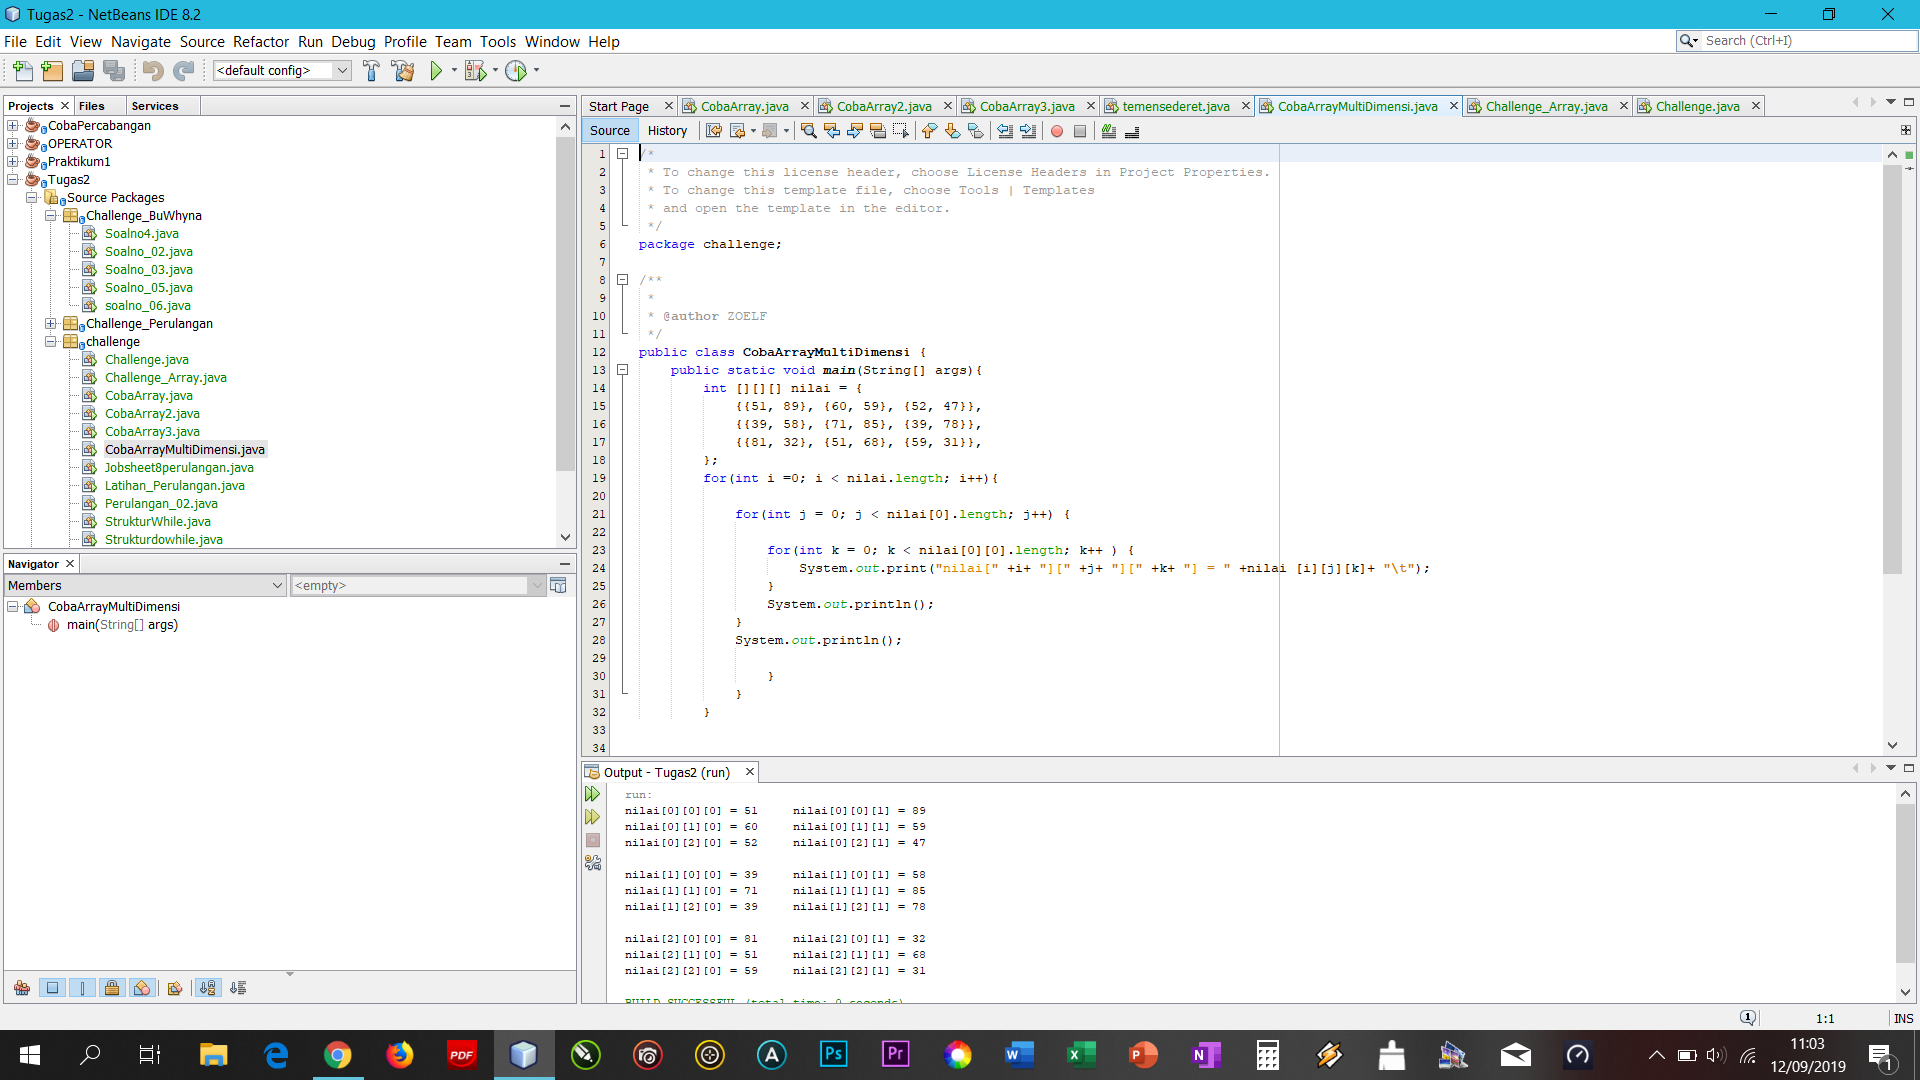 Tugas2 - NetBeans IDE 8.2
File Edit View Navigate Source Refactor Run Debug Profile Team Tools Window Help
Search (Ctrl+I)
<default config>
Projects Files Services
CobaPercabangan
OPERATOR
Praktikum1
Tugas2
Source Packages
Challenge_BuWhyna
Soalno4.java
Soalno_02.java
Soalno_03.java
Soalno_05.java
soalno_06.java
Challenge_Perulangan
challenge
Challenge.java
Challenge_Array.java
CobaArray.java
CobaArray2.java
CobaArray3.java
CobaArrayMultiDimensi.java
Jobsheet8perulangan.java
Latihan_Perulangan.java
Perulangan_02.java
StrukturWhile.java
Strukturdowhile.java
Navigator
Members
<empty>
CobaArrayMultiDimensi
main(String[] args)
Start Page CobaArray.java CobaArray2.java CobaArray3.java temensederet.java CobaArrayMultiDimensi.java Challenge_Array.java Challenge.java
Source History
1 /*
2 * To change this license header, choose License Headers in Project Properties.
3 * To change this template file, choose Tools | Templates
4 * and open the template in the editor.
5 */
6 package challenge;
7
8 /**
9 *
10 * @author ZOELF
11 */
12 public class CobaArrayMultiDimensi {
13 public static void main(String[] args){
14 int [][][] nilai = {
15 {{51, 89}, {60, 59}, {52, 47}},
16 {{39, 58}, {71, 85}, {39, 78}},
17 {{81, 32}, {51, 68}, {59, 31}},
18 };
19 for(int i =0; i < nilai.length; i++){
20
21 for(int j = 0; j < nilai[0].length; j++) {
22
23 for(int k = 0; k < nilai[0][0].length; k++ ) {
24 System.out.print("nilai[" +i+ "][" +j+ "][" +k+ "] = " +nilai [i][j][k]+ "\t");
25 }
26 System.out.println();
27 }
28 System.out.println();
29
30 }
31 }
32 }
33
34
Output - Tugas2 (run)
run:
nilai[0][0][0] = 51 nilai[0][0][1] = 89
nilai[0][1][0] = 60 nilai[0][1][1] = 59
nilai[0][2][0] = 52 nilai[0][2][1] = 47
nilai[1][0][0] = 39 nilai[1][0][1] = 58
nilai[1][1][0] = 71 nilai[1][1][1] = 85
nilai[1][2][0] = 39 nilai[1][2][1] = 78
nilai[2][0][0] = 81 nilai[2][0][1] = 32
nilai[2][1][0] = 51 nilai[2][1][1] = 68
nilai[2][2][0] = 59 nilai[2][2][1] = 31
BUILD SUCCESSFUL (total time: 0 seconds)
1 1:1 INS
PDF Ps Pr W X P N
11:03
12/09/2019
1